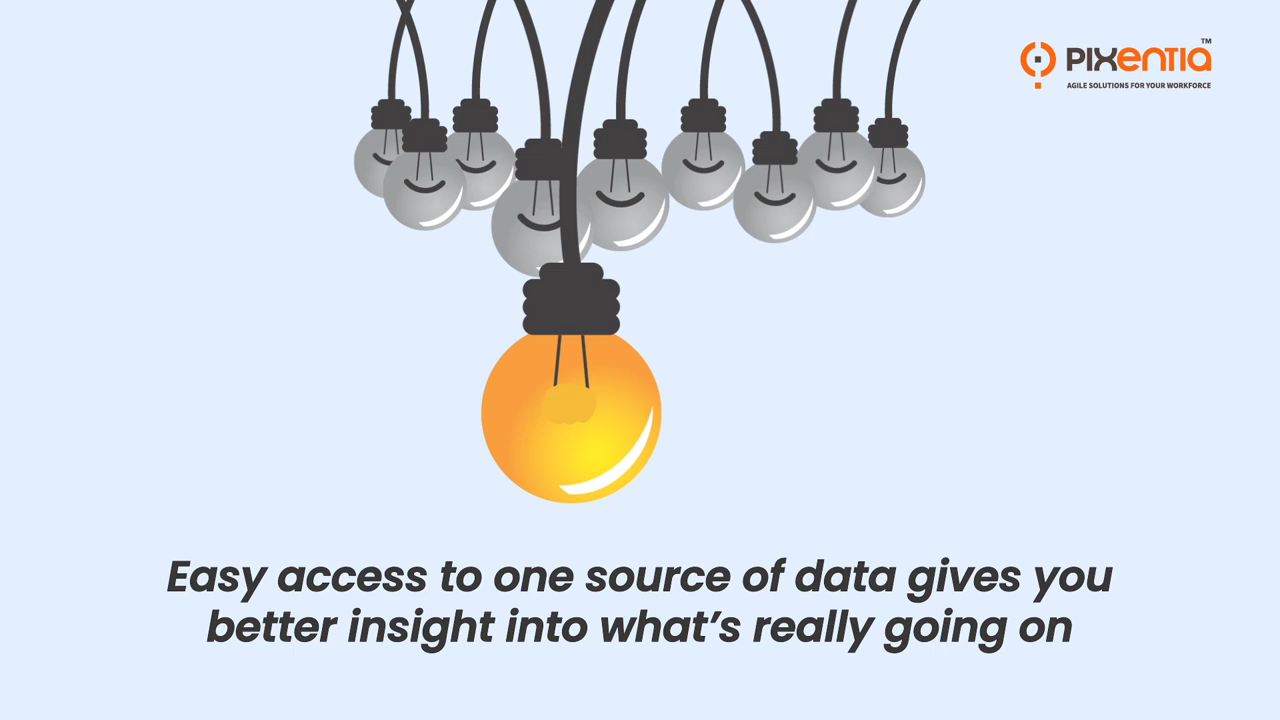 PIXENTIA™
AGILE SOLUTIONS FOR YOUR WORKFORCE
Easy access to one source of data gives you
better insight into what’s really going on